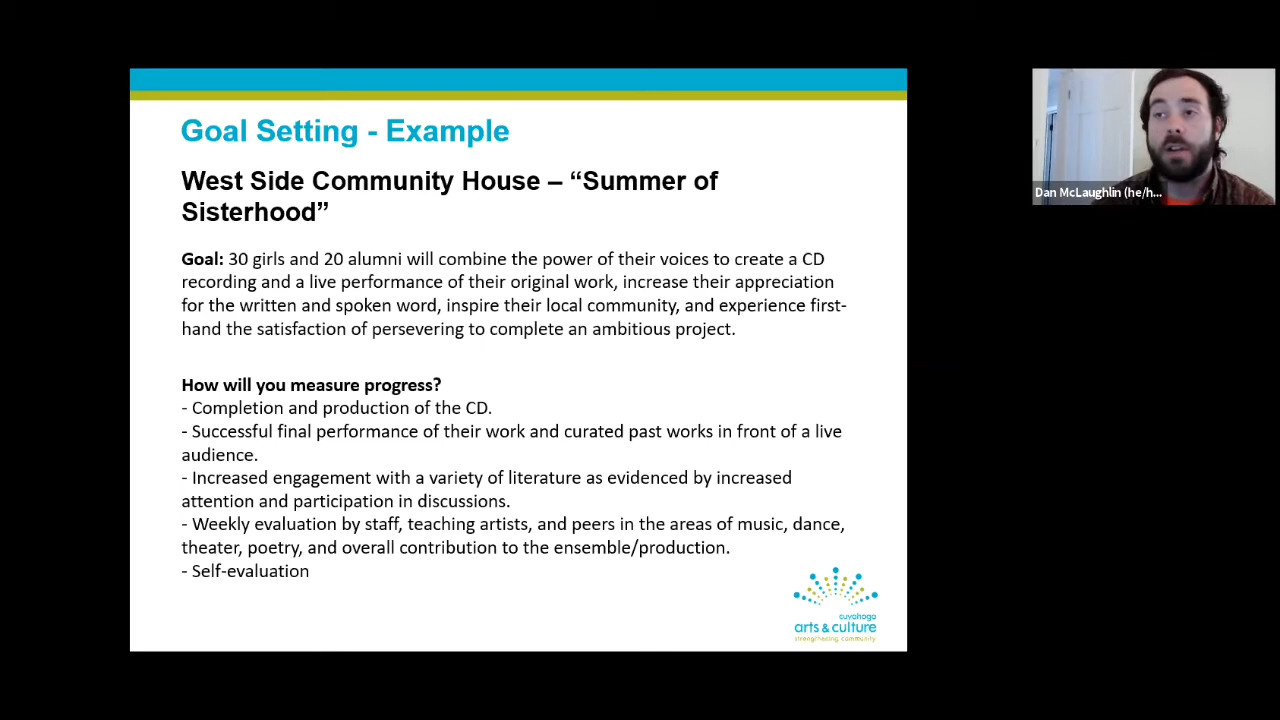 Goal Setting - Example
West Side Community House – “Summer of
Sisterhood”
Goal: 30 girls and 20 alumni will combine the power of their voices to create a CD
recording and a live performance of their original work, increase their appreciation
for the written and spoken word, inspire their local community, and experience first-
hand the satisfaction of persevering to complete an ambitious project.
How will you measure progress?
- Completion and production of the CD.
- Successful final performance of their work and curated past works in front of a live
audience.
- Increased engagement with a variety of literature as evidenced by increased
attention and participation in discussions.
- Weekly evaluation by staff, teaching artists, and peers in the areas of music, dance,
theater, poetry, and overall contribution to the ensemble/production.
- Self-evaluation
cuyahoga
arts & culture
strengthening community
Dan McLaughlin (he/h...